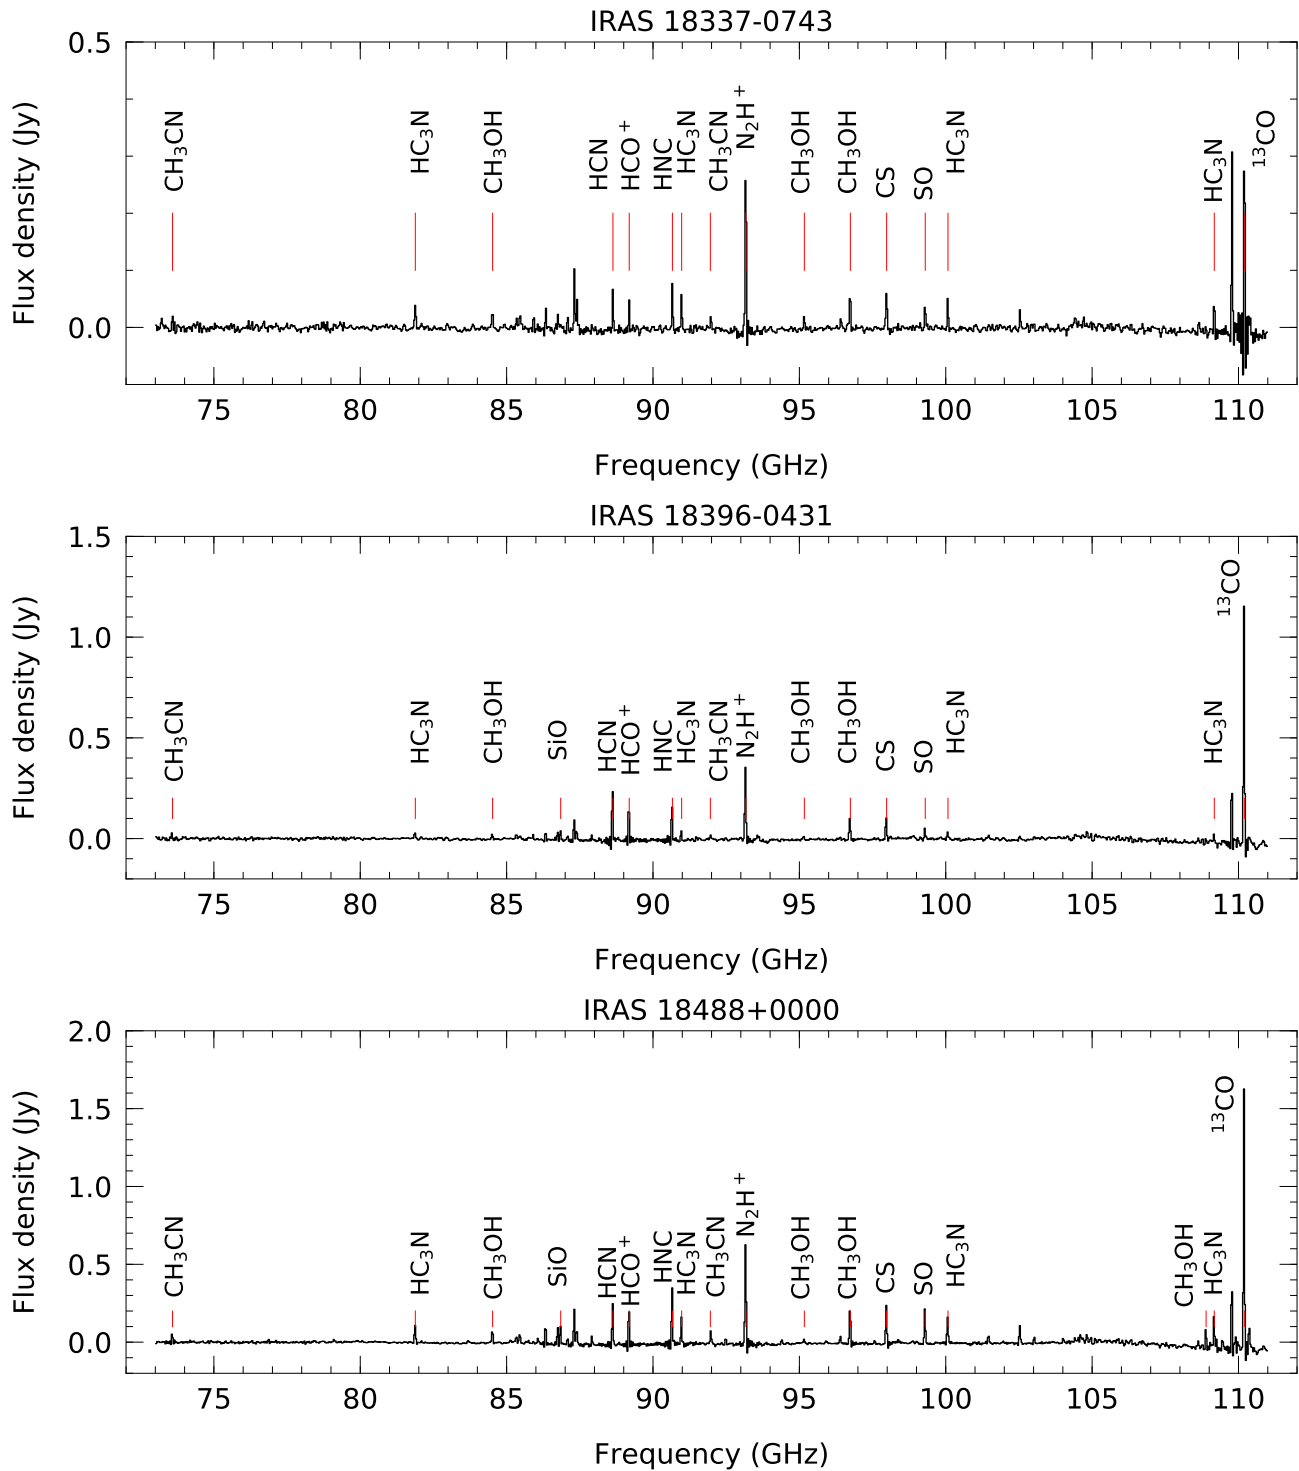 IRAS 18337-0743
0.5
0.0
Flux density (Jy)
CH₃CN
HC₃N
CH₃OH
HCN
HCO⁺
HNC
HC₃N
CH₃CN
N₂H⁺
CH₃OH
CH₃OH
CS
SO
HC₃N
HC₃N
¹³CO
75 80 85 90 95 100 105 110
Frequency (GHz)
IRAS 18396-0431
1.5
1.0
0.5
0.0
Flux density (Jy)
CH₃CN
HC₃N
CH₃OH
SiO
HCN
HCO⁺
HNC
HC₃N
CH₃CN
N₂H⁺
CH₃OH
CH₃OH
CS
SO
HC₃N
HC₃N
¹³CO
75 80 85 90 95 100 105 110
Frequency (GHz)
IRAS 18488+0000
2.0
1.5
1.0
0.5
0.0
Flux density (Jy)
CH₃CN
HC₃N
CH₃OH
SiO
HCN
HCO⁺
HNC
HC₃N
CH₃CN
N₂H⁺
CH₃OH
CH₃OH
CS
SO
HC₃N
CH₃OH
HC₃N
¹³CO
75 80 85 90 95 100 105 110
Frequency (GHz)